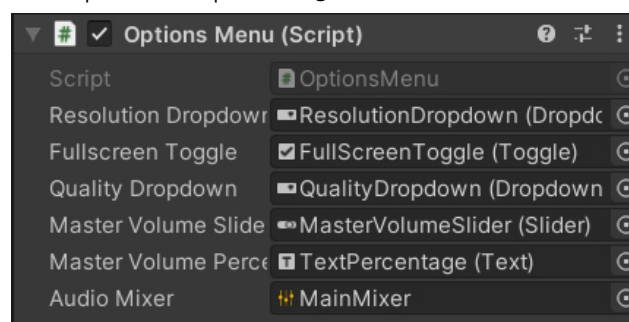 Options Menu (Script)
Script OptionsMenu
Resolution Dropdown ResolutionDropdown (Dropdc
Fullscreen Toggle FullScreenToggle (Toggle)
Quality Dropdown QualityDropdown (Dropdown
Master Volume Slide MasterVolumeSlider (Slider)
Master Volume Perce TextPercentage (Text)
Audio Mixer MainMixer